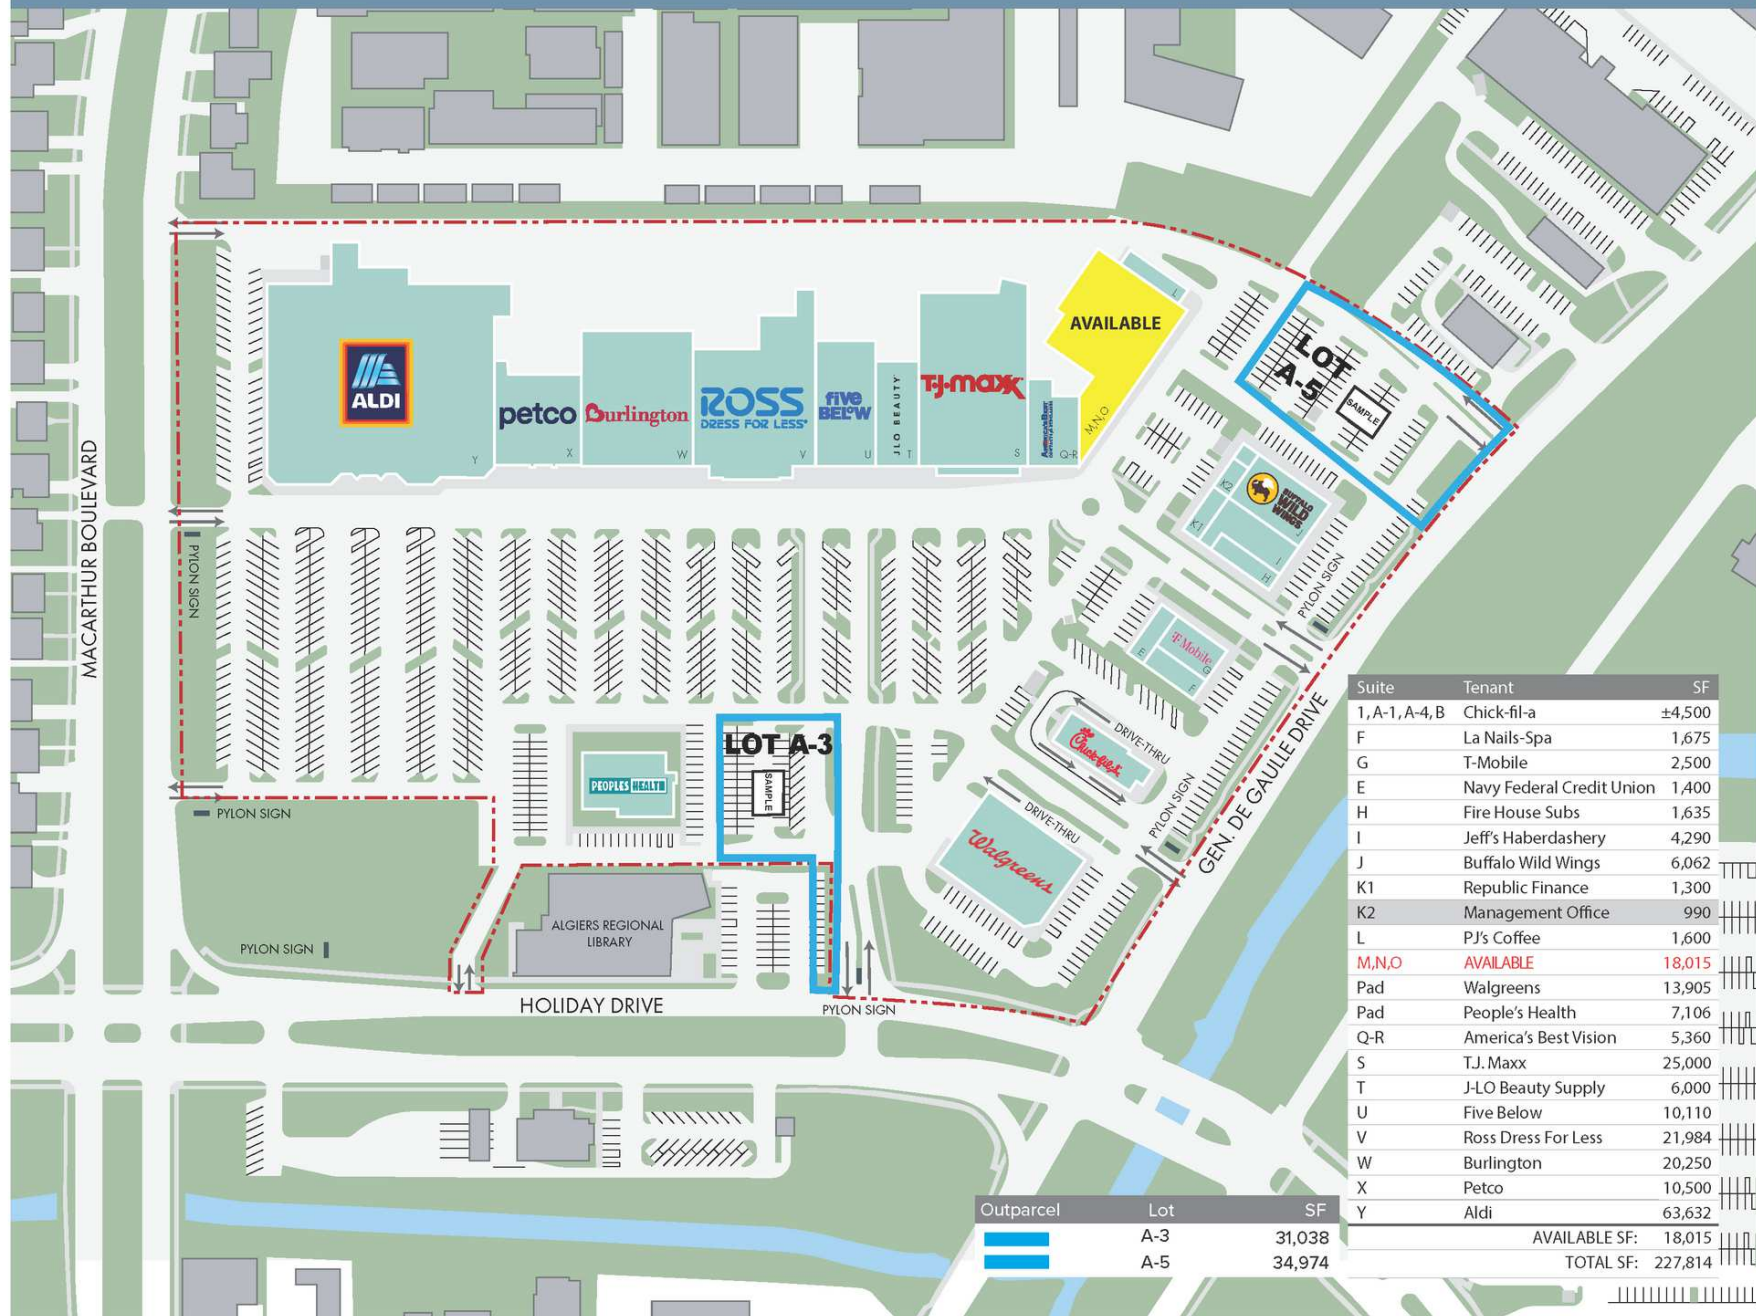 AVAILABLE
L
LOT
A-5
SAMPLE
ALDI
Y
petco
X
Burlington
W
ROSS
DRESS FOR LESS
V
five
BEL°W
U
JLO BEAUTY
T
T·J·maxx
S
Q-R
M,N,O
K2
K1
BUFFALO
WILD
WINGS
J
I
H
MACARTHUR BOULEVARD
PYLON SIGN
PYLON SIGN
T Mobile
E
G
F
LOT A-3
SAMPLE
PEOPLES HEALTH
DRIVE-THRU
Chick-fil-a
PYLON SIGN
DRIVE-THRU
Walgreens
GEN. DE GAULLE DRIVE
PYLON SIGN
PYLON SIGN
ALGIERS REGIONAL
LIBRARY
HOLIDAY DRIVE
PYLON SIGN
Suite Tenant SF
1, A-1, A-4, B Chick-fil-a ±4,500
F La Nails-Spa 1,675
G T-Mobile 2,500
E Navy Federal Credit Union 1,400
H Fire House Subs 1,635
I Jeff's Haberdashery 4,290
J Buffalo Wild Wings 6,062
K1 Republic Finance 1,300
K2 Management Office 990
L PJ's Coffee 1,600
M,N,O AVAILABLE 18,015
Pad Walgreens 13,905
Pad People's Health 7,106
Q-R America's Best Vision 5,360
S T.J. Maxx 25,000
T J-LO Beauty Supply 6,000
U Five Below 10,110
V Ross Dress For Less 21,984
W Burlington 20,250
X Petco 10,500
Y Aldi 63,632
AVAILABLE SF: 18,015
TOTAL SF: 227,814
Outparcel Lot SF
A-3 31,038
A-5 34,974